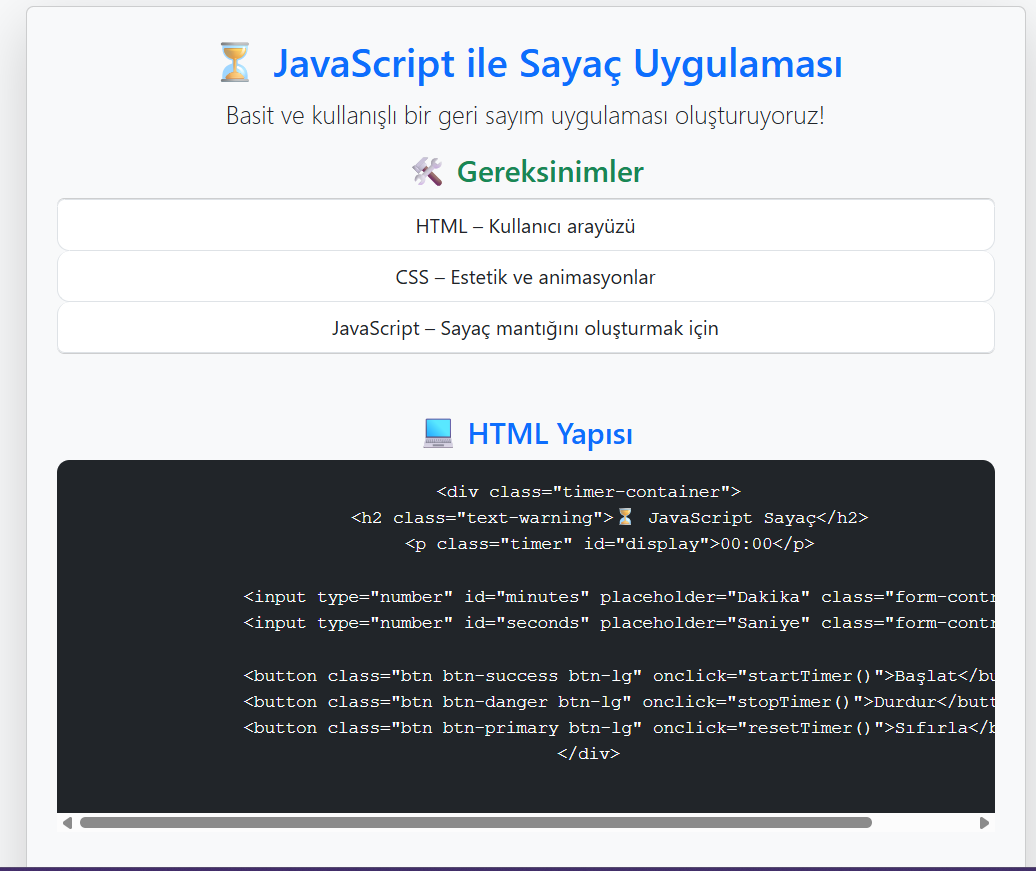 ⏳ JavaScript ile Sayaç Uygulaması
Basit ve kullanışlı bir geri sayım uygulaması oluşturuyoruz!
🛠️ Gereksinimler
HTML – Kullanıcı arayüzü
CSS – Estetik ve animasyonlar
JavaScript – Sayaç mantığını oluşturmak için
💻 HTML Yapısı
<div class="timer-container">
<h2 class="text-warning">⏳ JavaScript Sayaç</h2>
<p class="timer" id="display">00:00</p>
<input type="number" id="minutes" placeholder="Dakika" class="form-contr
<input type="number" id="seconds" placeholder="Saniye" class="form-contr
<button class="btn btn-success btn-lg" onclick="startTimer()">Başlat</bu
<button class="btn btn-danger btn-lg" onclick="stopTimer()">Durdur</butt
<button class="btn btn-primary btn-lg" onclick="resetTimer()">Sıfırla</b
</div>